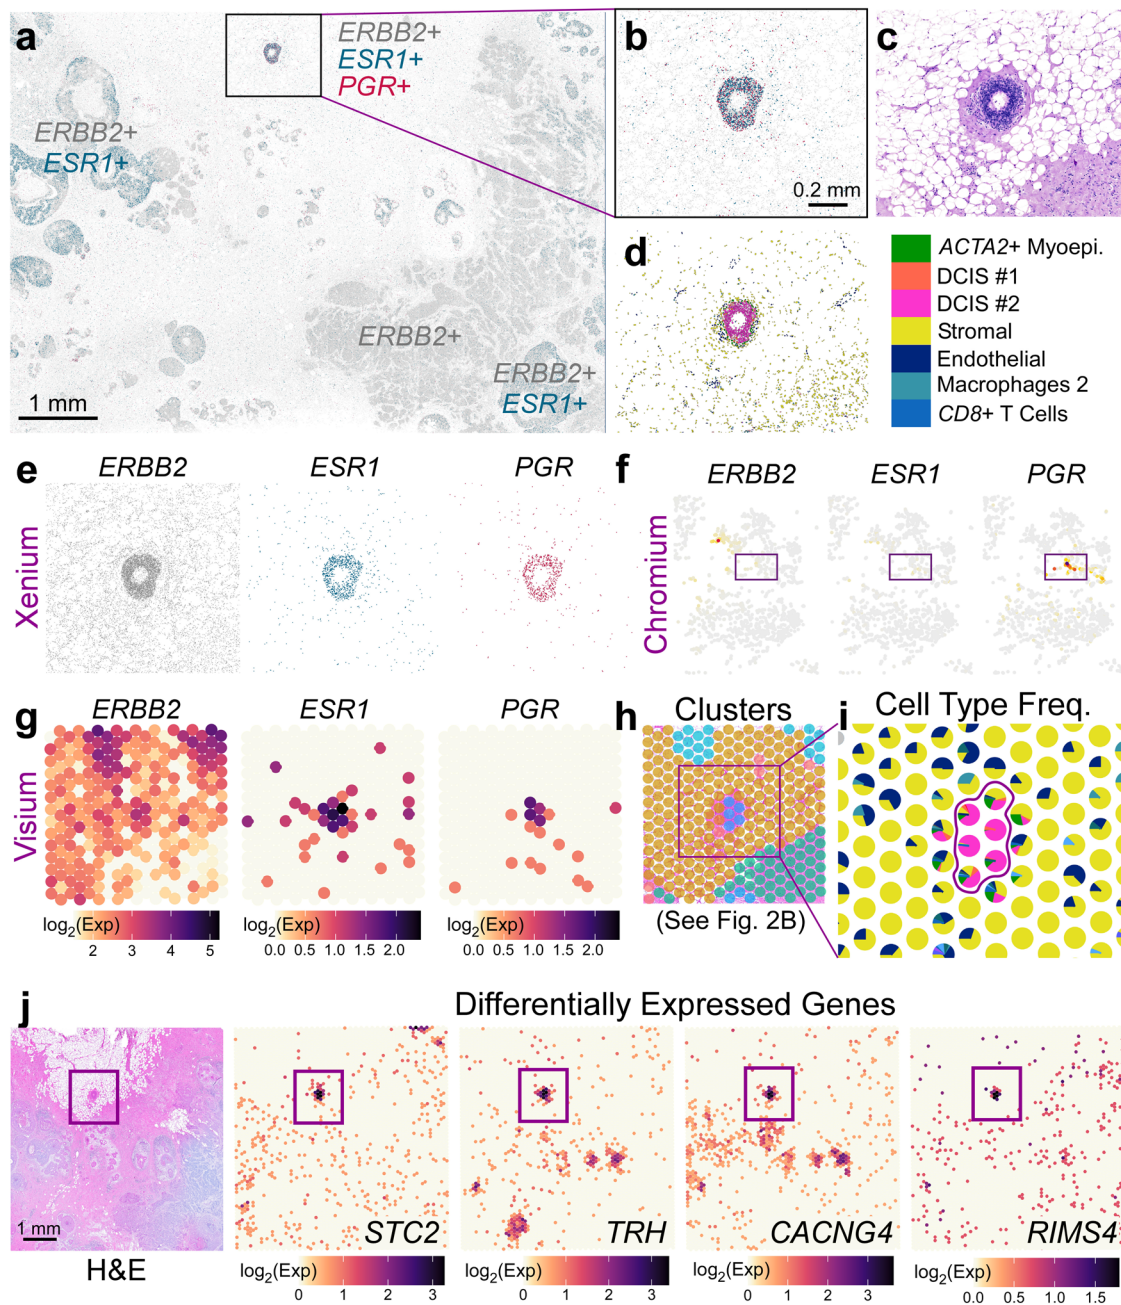 a
ERBB2+
ESR1+
PGR+
ERBB2+
ESR1+
ERBB2+
ERBB2+
ESR1+
1 mm
b
0.2 mm
c
d
ACTA2+ Myoepi.
DCIS #1
DCIS #2
Stromal
Endothelial
Macrophages 2
CD8+ T Cells
e
ERBB2 ESR1 PGR
Xenium
f
ERBB2 ESR1 PGR
Chromium
g
ERBB2 ESR1 PGR
Visium
log2(Exp)
2 3 4 5
log2(Exp)
0.0 0.5 1.0 1.5 2.0
log2(Exp)
0.0 0.5 1.0 1.5 2.0
h
Clusters
(See Fig. 2B)
i
Cell Type Freq.
j
Differentially Expressed Genes
1 mm
H&E
STC2
TRH
CACNG4
RIMS4
log2(Exp)
0 1 2 3
log2(Exp)
0 1 2 3
log2(Exp)
0 1 2 3
log2(Exp)
0.0 0.5 1.0 1.5